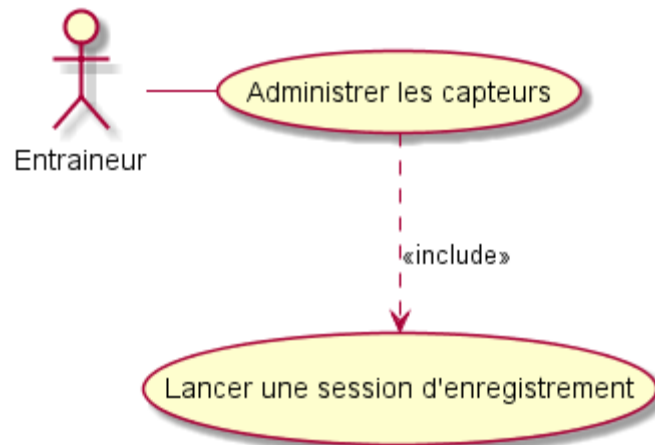 Administrer les capteurs
Entraineur
«include»
Lancer une session d'enregistrement